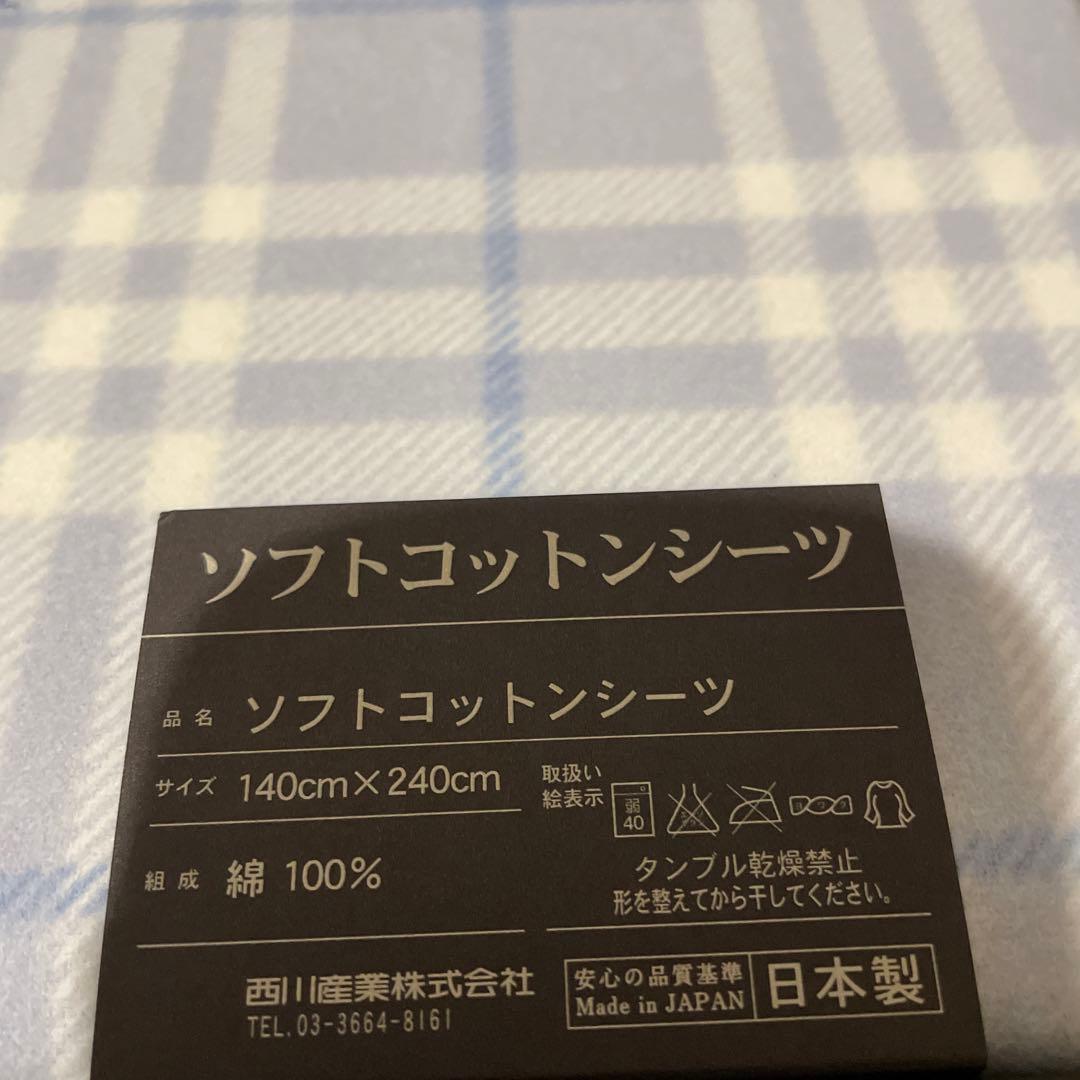 ソフトコットンシーツ
品名 ソフトコットンシーツ
サイズ 140cm×240cm
組成 綿 100%
取扱い
絵表示
弱
40
ヨワク
タンブル乾燥禁止
形を整えてから干してください。
西川産業株式会社
TEL.03-3664-8161
安心の品質基準
Made in JAPAN
日本製